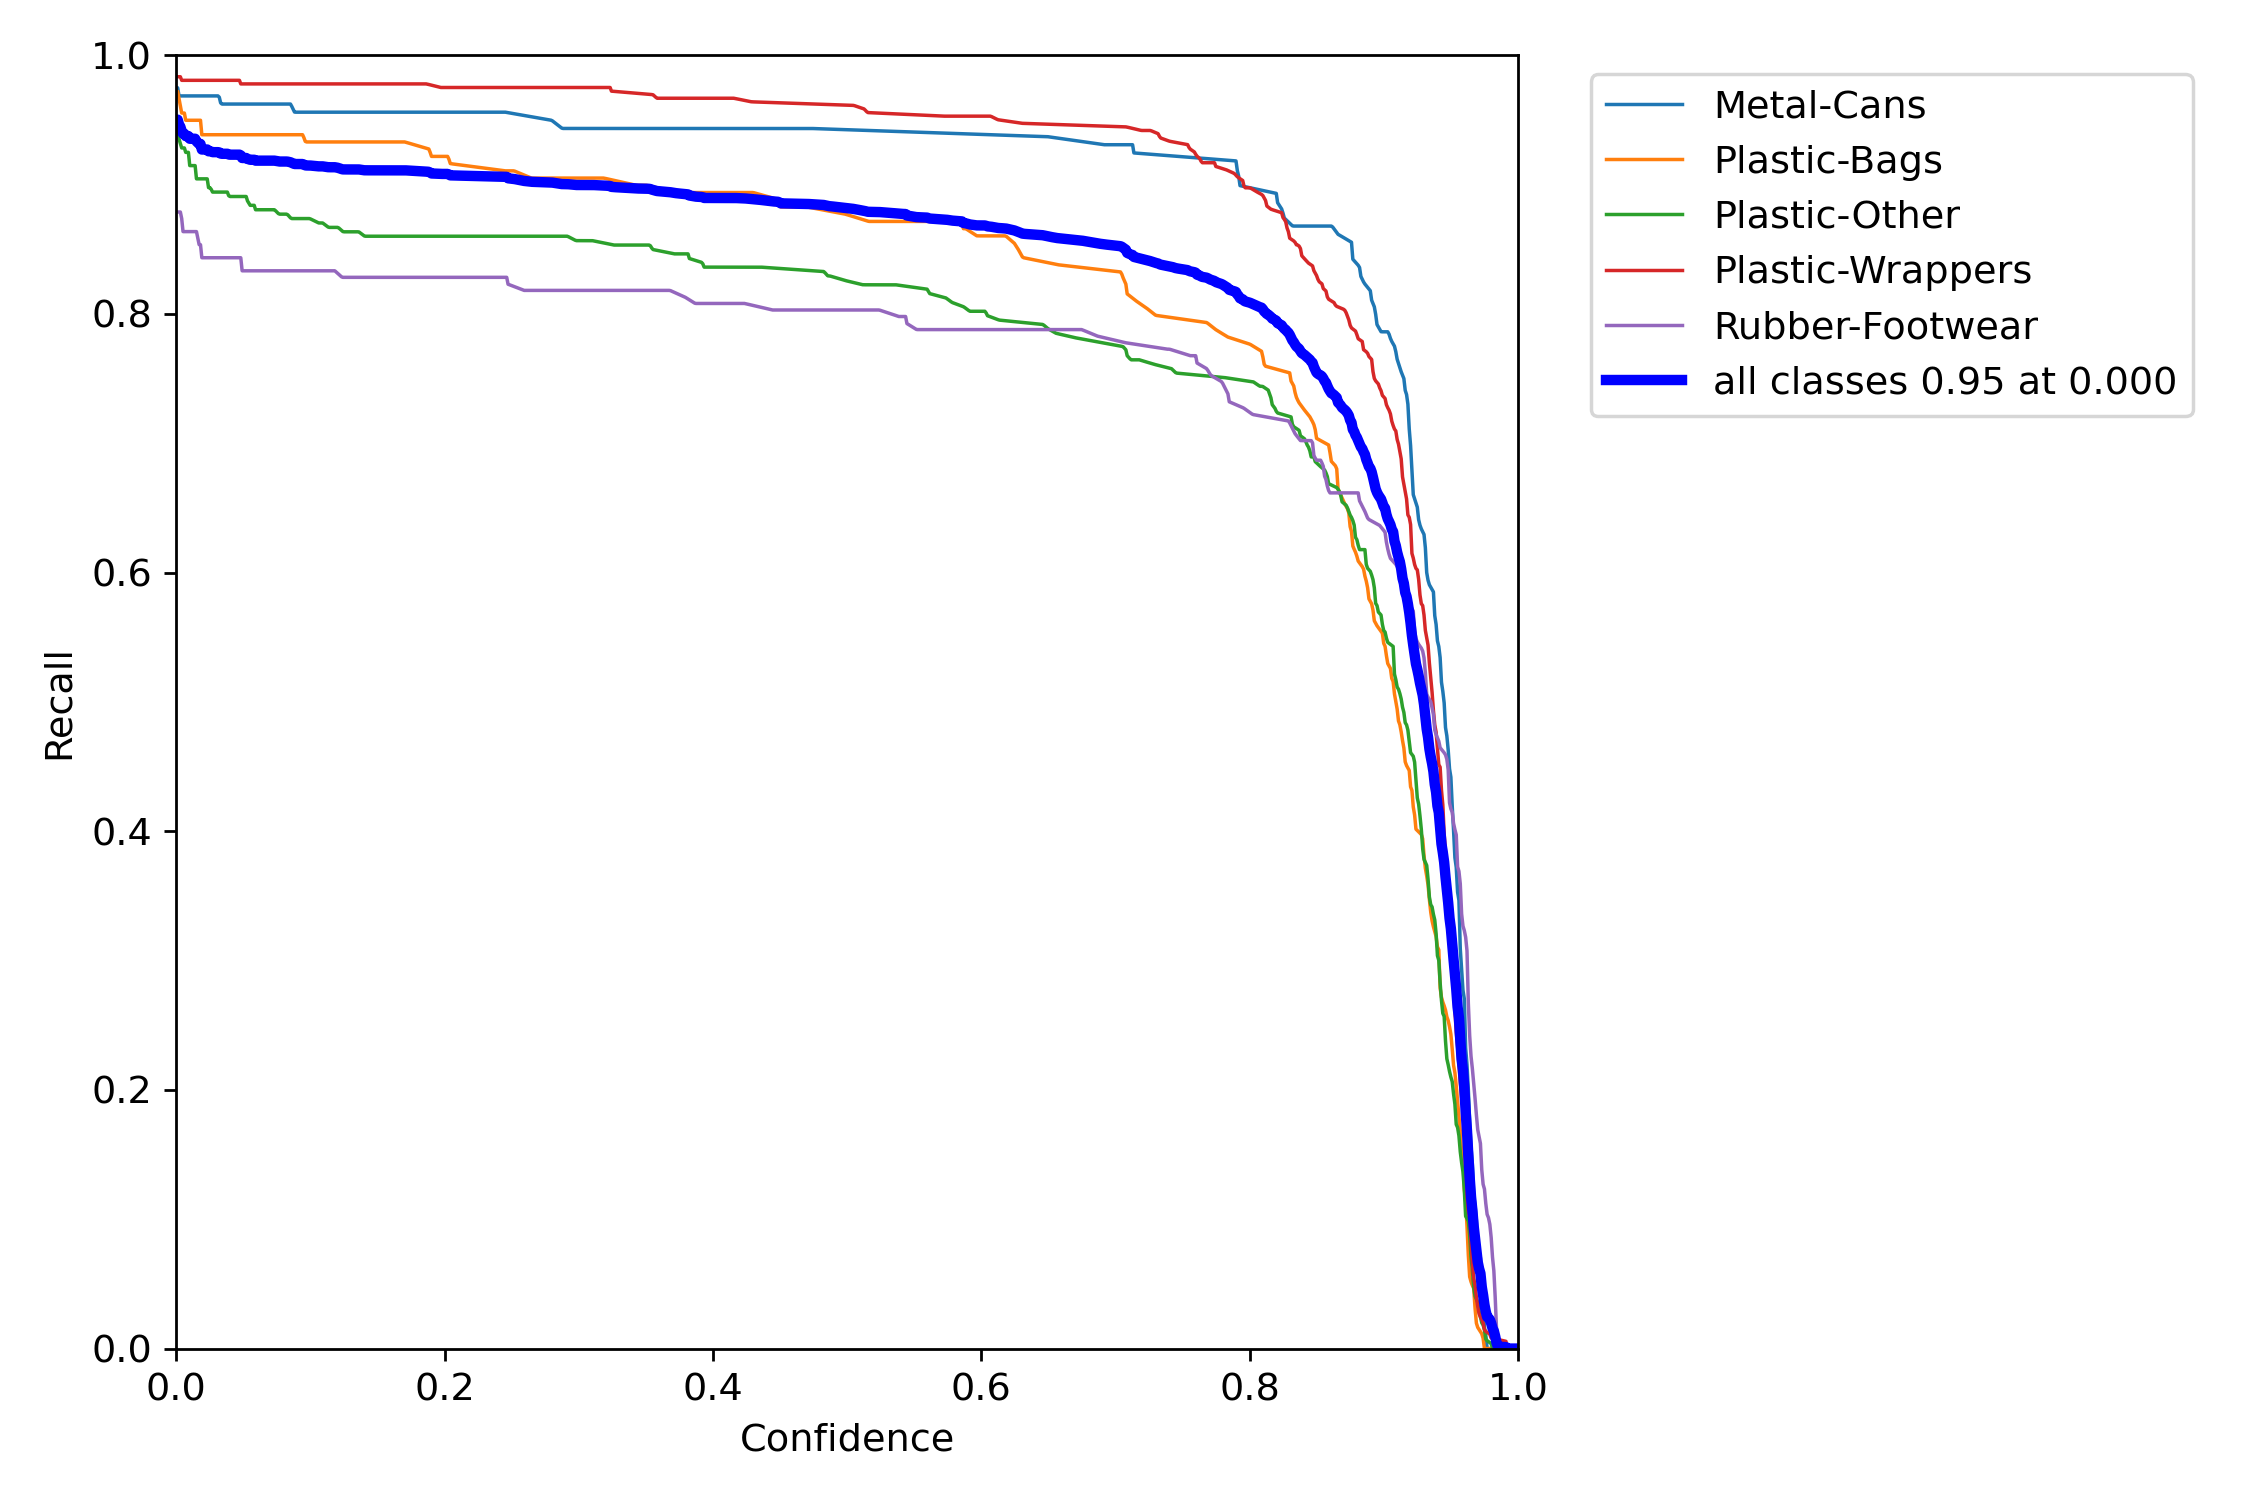 1.0
0.8
0.6
0.4
0.2
0.0
Recall
0.0 0.2 0.4 0.6 0.8 1.0
Confidence
Metal-Cans
Plastic-Bags
Plastic-Other
Plastic-Wrappers
Rubber-Footwear
all classes 0.95 at 0.000